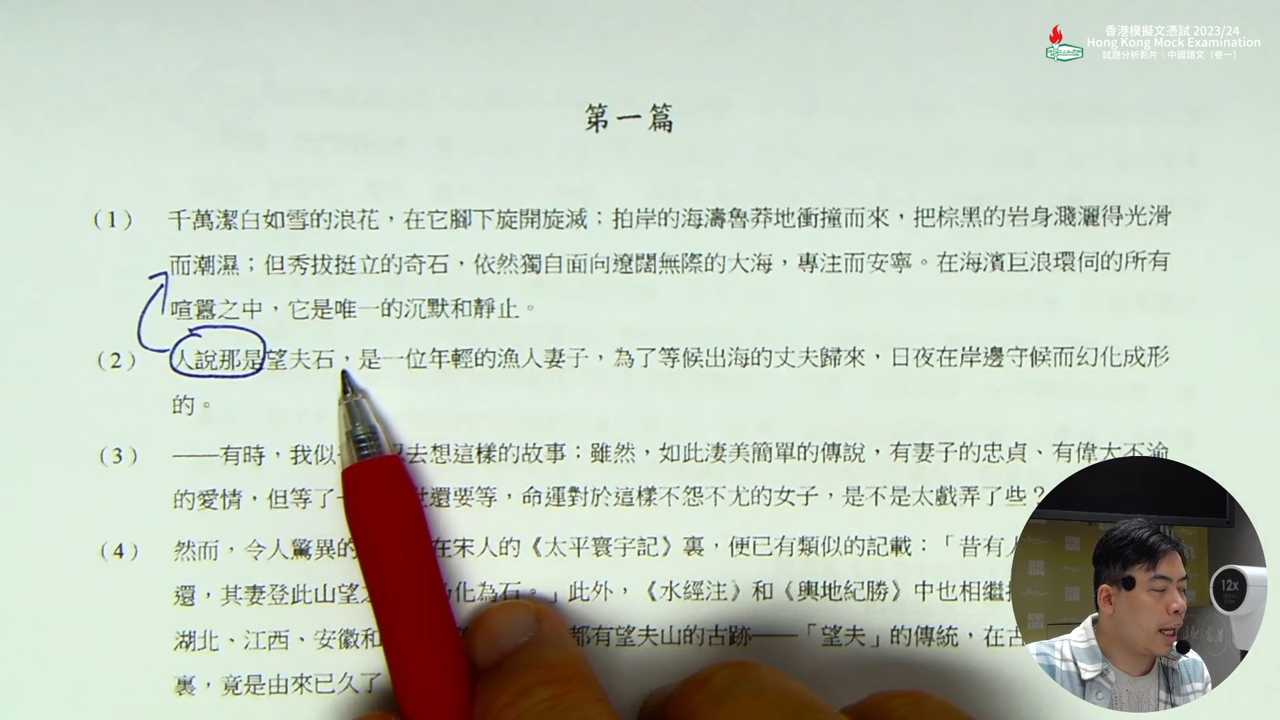 香港模擬文憑試 2023/24
Hong Kong Mock Examination
試題分析影片｜中國語文（卷一）
第一篇
（1） 千萬潔白如雪的浪花，在它腳下旋開旋滅；拍岸的海濤魯莽地衝撞而來，把棕黑的岩身濺灑得光滑
而潮濕；但秀拔挺立的奇石，依然獨自面向遼闊無際的大海，專注而安寧。在海濱巨浪環伺的所有
喧囂之中，它是唯一的沉默和靜止。
（2） 人說那是望夫石，是一位年輕的漁人妻子，為了等候出海的丈夫歸來，日夜在岸邊守候而幻化成形
的。
（3） ——有時，我似 去想這樣的故事：雖然，如此淒美簡單的傳說，有妻子的忠貞、有偉大不渝
的愛情，但等了 還要等，命運對於這樣不怨不尤的女子，是不是太戲弄了些？
（4） 然而，令人驚異的 在宋人的《太平寰宇記》裏，便已有類似的記載：「昔有人
還，其妻登此山望 化為石。」此外，《水經注》和《輿地紀勝》中也相繼
湖北、江西、安徽和 都有望夫山的古跡——「望夫」的傳統，在古
裏，竟是由來已久了
12x